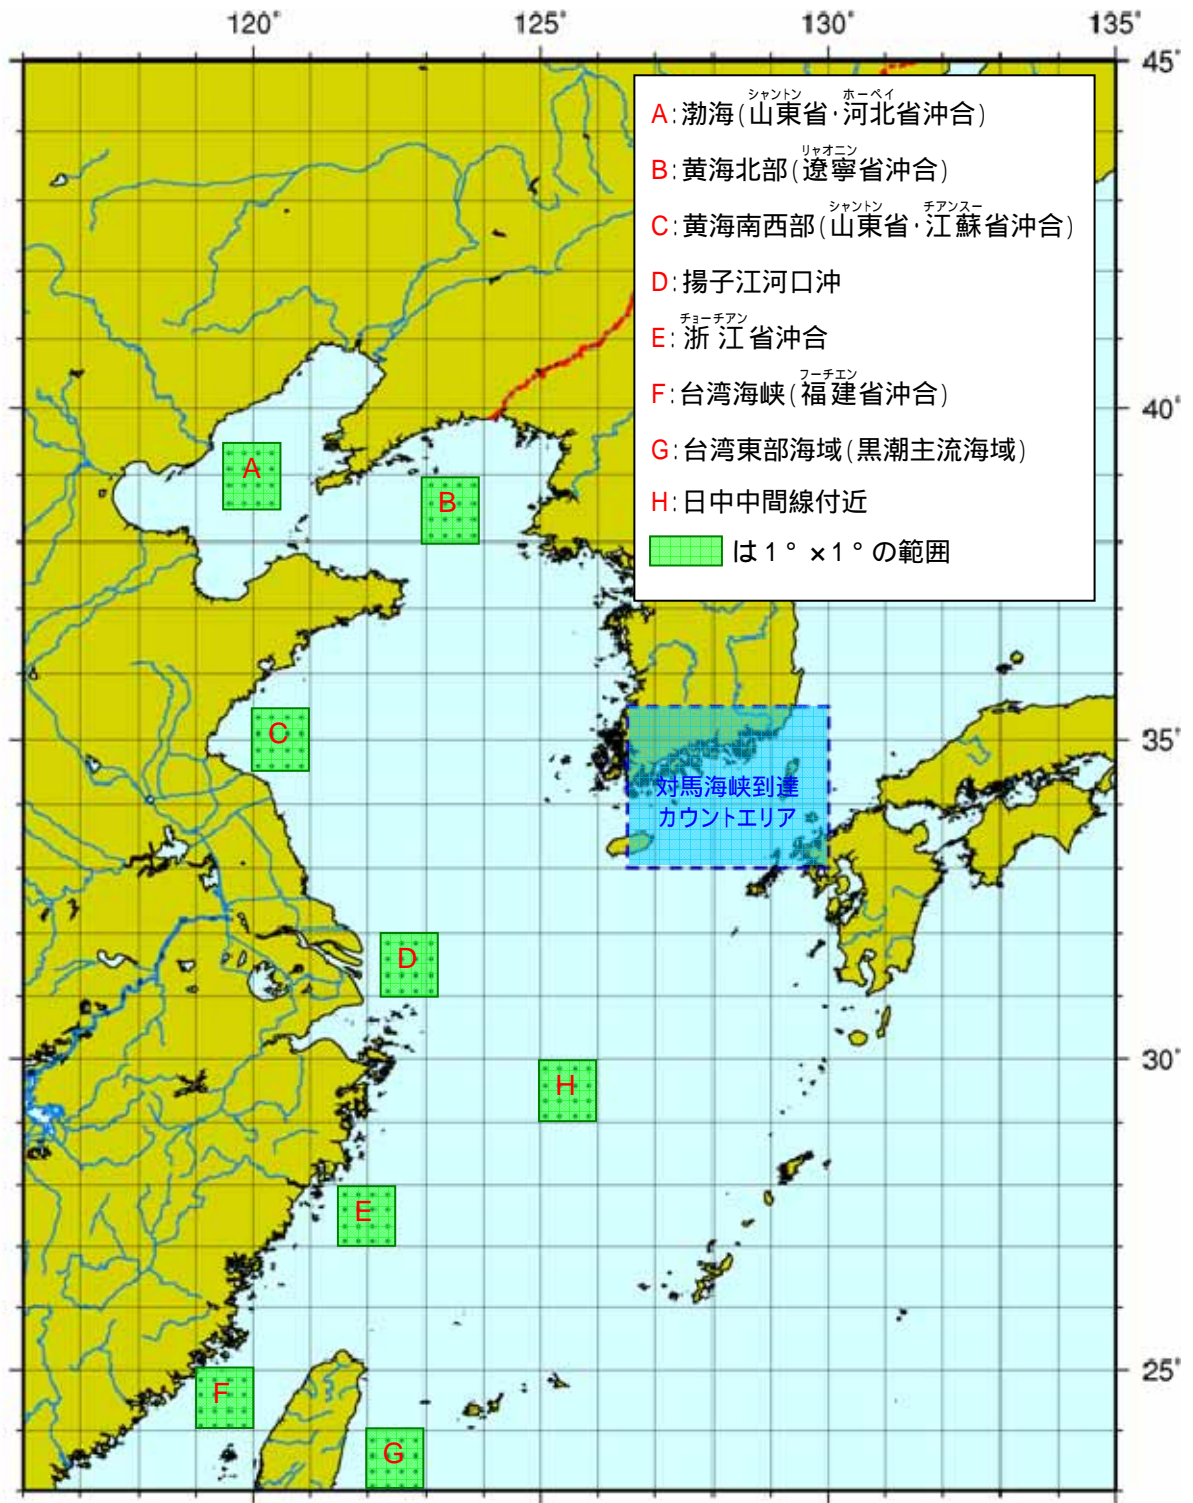 120° 125° 130° 135°
45°
シャントン ホーペイ
A:渤海(山東省・河北省沖合)
リャオニン
B:黄海北部(遼寧省沖合)
シャントン チアンスー
C:黄海南西部(山東省・江蘇省沖合)
D:揚子江河口沖
チョーチアン
E:浙江省沖合
フーチエン
F:台湾海峡(福建省沖合)
G:台湾東部海域(黒潮主流海域)
H:日中中間線付近
は1°×1°の範囲
40°
A
B
C
35°
対馬海峡到達
カウントエリア
D
30°
H
E
25°
F
G